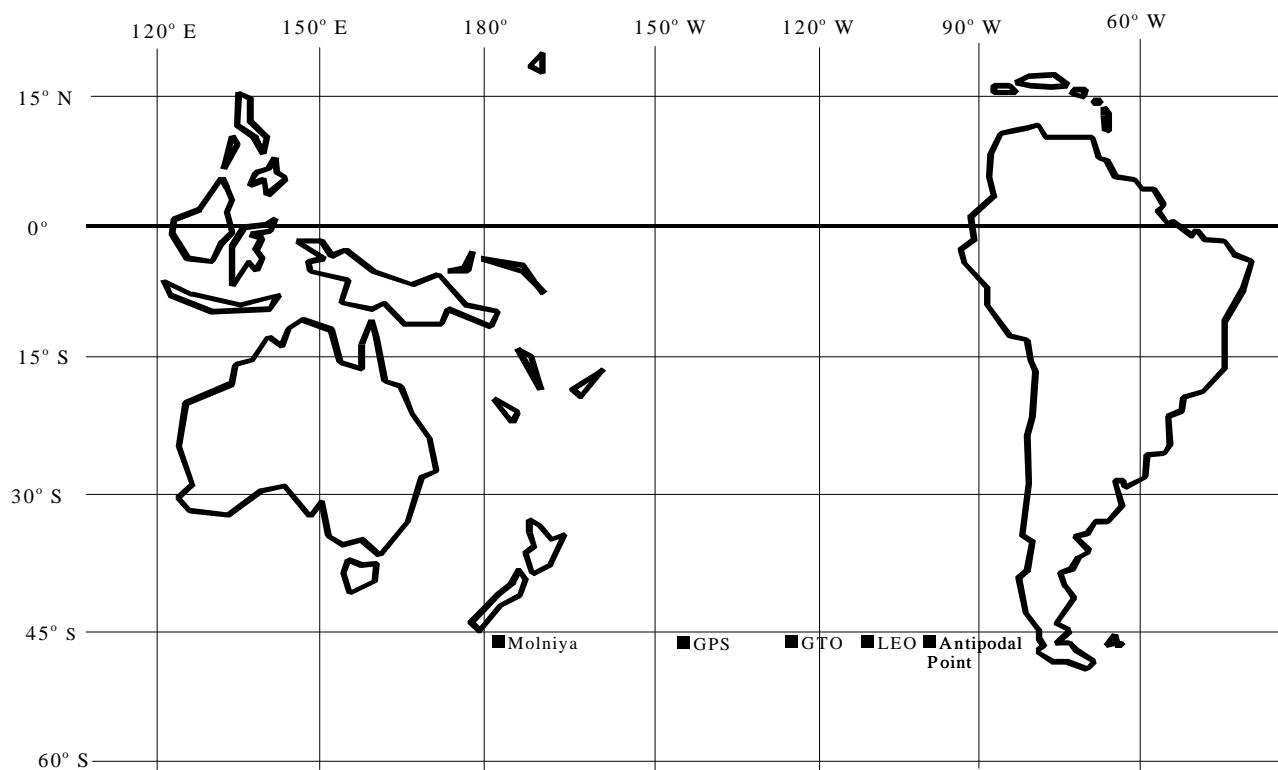 120° E 150° E 180° 150° W 120° W 90° W 60° W
15° N
0°
15° S
30° S
45° S
Molniya GPS GTO LEO Antipodal
Point
60° S